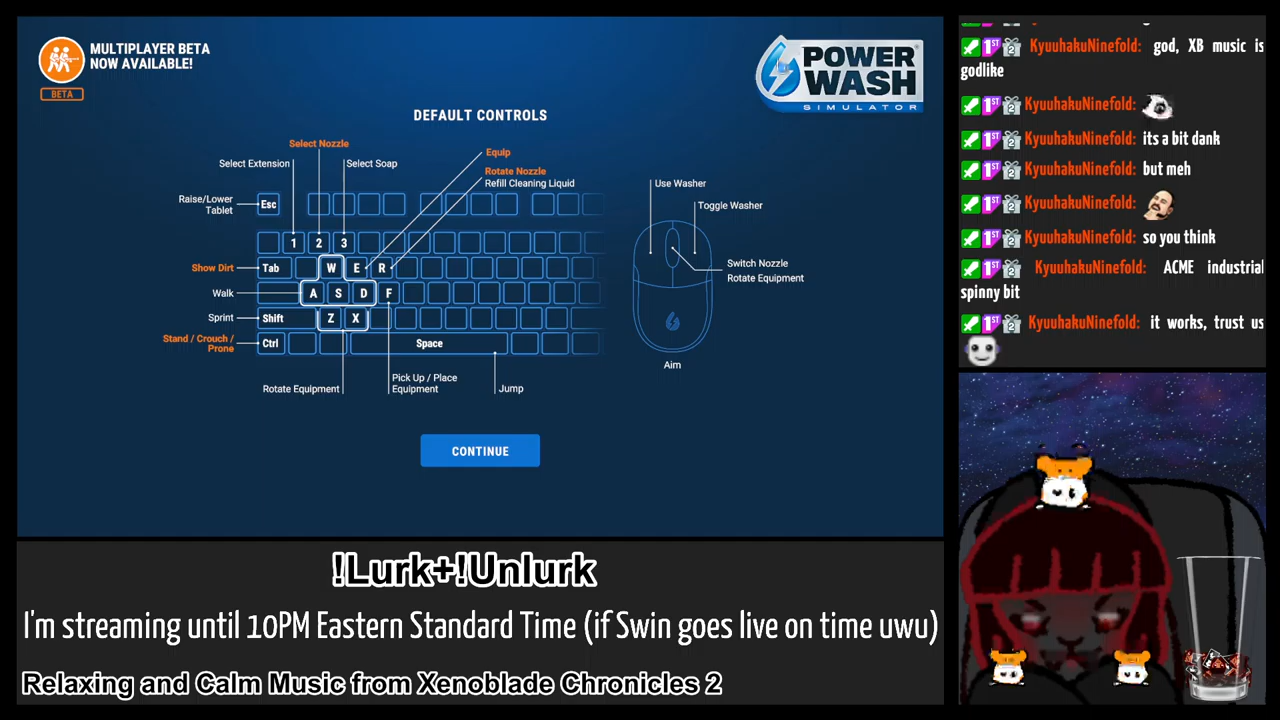 MULTIPLAYER BETA
NOW AVAILABLE!
BETA
POWER
WASH
SIMULATOR
DEFAULT CONTROLS
Select Nozzle
Select Extension
Select Soap
Equip
Rotate Nozzle
Refill Cleaning Liquid
Raise/Lower
Tablet
Esc
1 2 3
Show Dirt
Tab W E R
Walk
A S D F
Sprint
Shift Z X
Stand / Crouch /
Prone
Ctrl Space
Rotate Equipment
Pick Up / Place
Equipment
Jump
Use Washer
Toggle Washer
Switch Nozzle
Rotate Equipment
Aim
CONTINUE
KyuuhakuNinefold: god, XB music is
godlike
KyuuhakuNinefold:
KyuuhakuNinefold: its a bit dank
KyuuhakuNinefold: but meh
KyuuhakuNinefold:
KyuuhakuNinefold: so you think
KyuuhakuNinefold: ACME industrial
spinny bit
KyuuhakuNinefold: it works, trust us
!Lurk+!Unlurk
I'm streaming until 10PM Eastern Standard Time (if Swin goes live on time uwu)
Relaxing and Calm Music from Xenoblade Chronicles 2